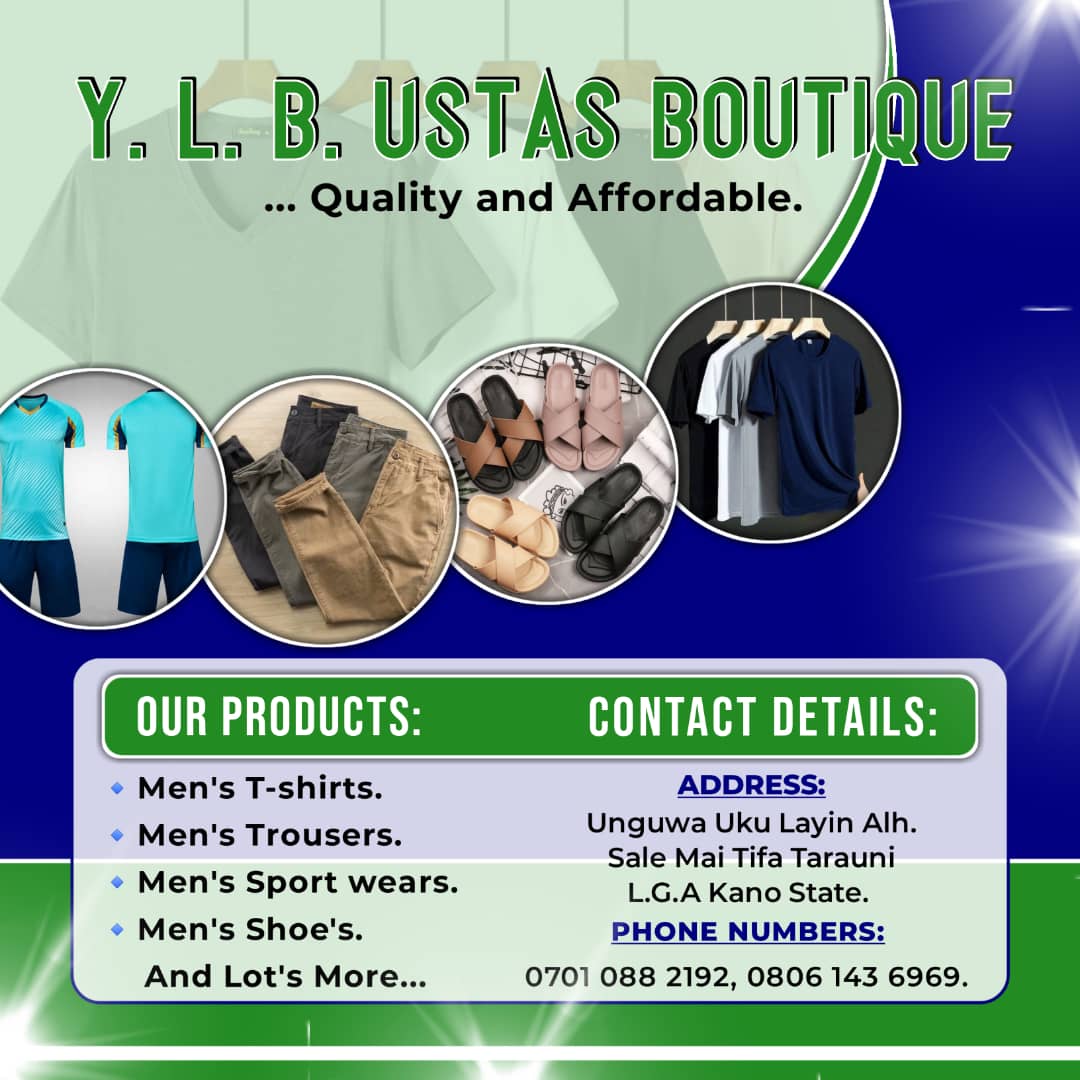 Y. L. B. USTAS BOUTIQUE
... Quality and Affordable.
OUR PRODUCTS:
Men's T-shirts.
Men's Trousers.
Men's Sport wears.
Men's Shoe's.
And Lot's More...
CONTACT DETAILS:
ADDRESS:
Unguwa Uku Layin Alh.
Sale Mai Tifa Tarauni
L.G.A Kano State.
PHONE NUMBERS:
0701 088 2192, 0806 143 6969.